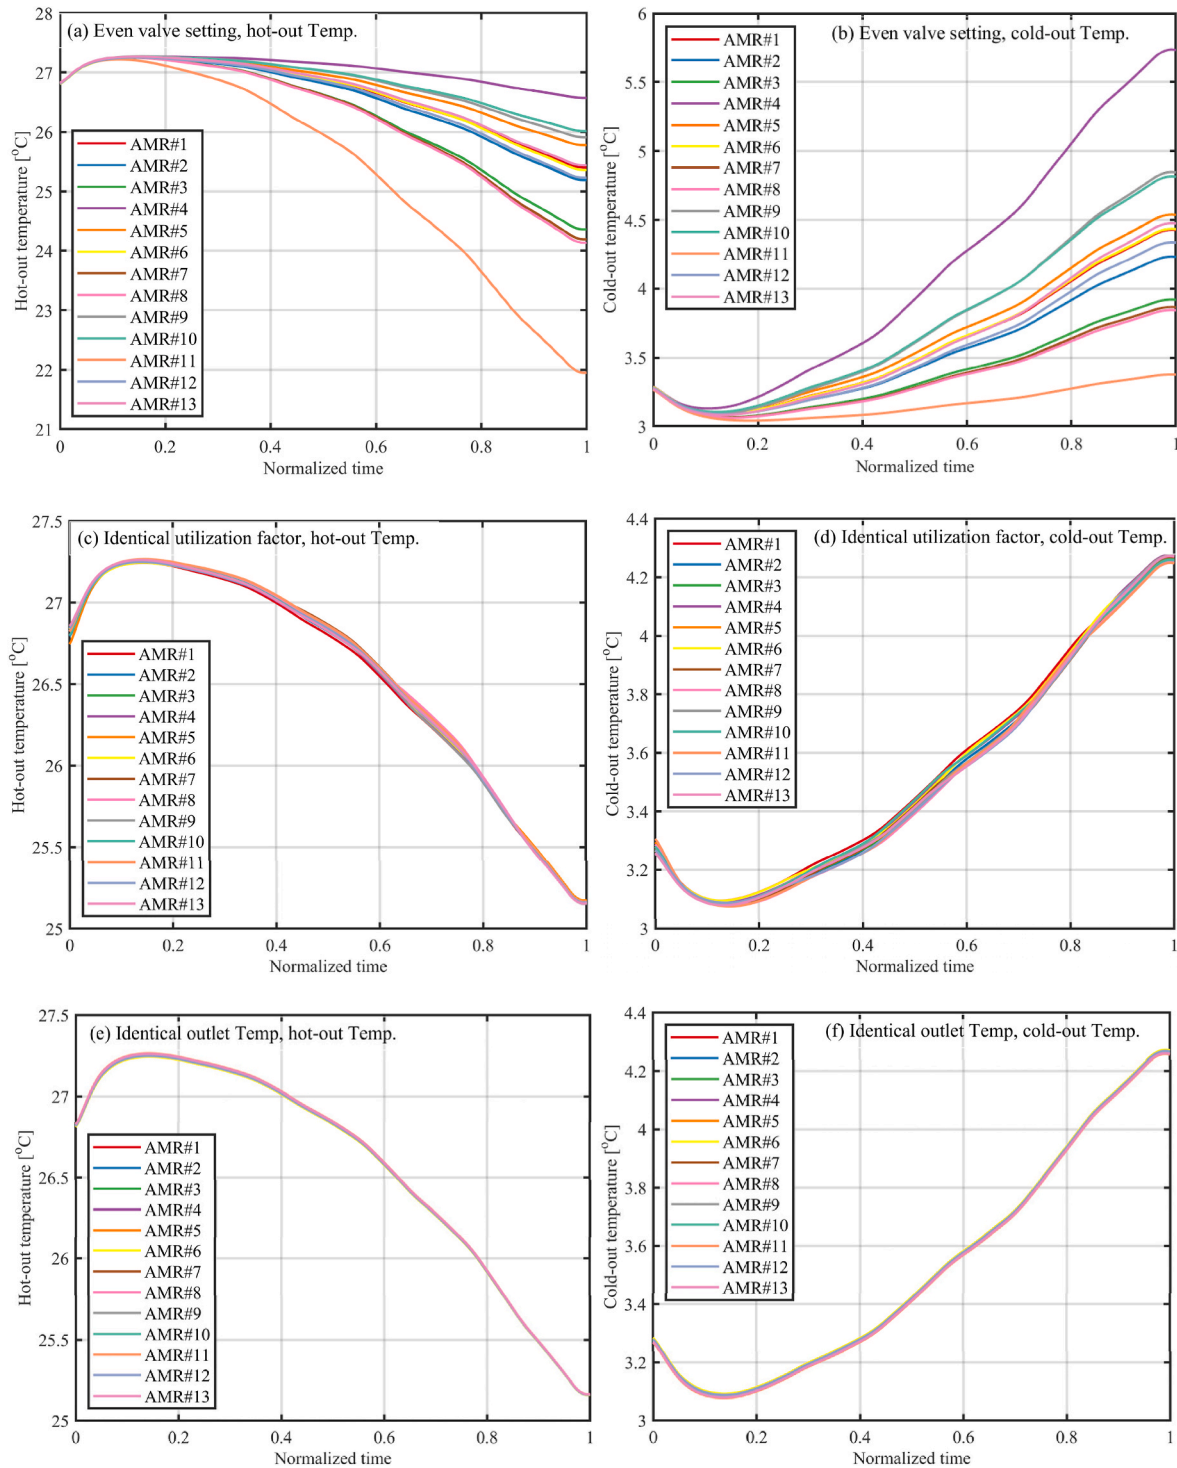 (a) Even valve setting, hot-out Temp.
28
27
26
25
24
23
22
21
Hot-out temperature [°C]
AMR#1
AMR#2
AMR#3
AMR#4
AMR#5
AMR#6
AMR#7
AMR#8
AMR#9
AMR#10
AMR#11
AMR#12
AMR#13
0 0.2 0.4 0.6 0.8 1
Normalized time
(b) Even valve setting, cold-out Temp.
6
5.5
5
4.5
4
3.5
3
Cold-out temperature [°C]
AMR#1
AMR#2
AMR#3
AMR#4
AMR#5
AMR#6
AMR#7
AMR#8
AMR#9
AMR#10
AMR#11
AMR#12
AMR#13
0 0.2 0.4 0.6 0.8 1
Normalized time
(c) Identical utilization factor, hot-out Temp.
27.5
27
26.5
26
25.5
25
Hot-out temperature [°C]
AMR#1
AMR#2
AMR#3
AMR#4
AMR#5
AMR#6
AMR#7
AMR#8
AMR#9
AMR#10
AMR#11
AMR#12
AMR#13
0 0.2 0.4 0.6 0.8 1
Normalized time
(d) Identical utilization factor, cold-out Temp.
4.4
4.2
4
3.8
3.6
3.4
3.2
3
Cold-out temperature [°C]
AMR#1
AMR#2
AMR#3
AMR#4
AMR#5
AMR#6
AMR#7
AMR#8
AMR#9
AMR#10
AMR#11
AMR#12
AMR#13
0 0.2 0.4 0.6 0.8 1
Normalized time
(e) Identical outlet Temp, hot-out Temp.
27.5
27
26.5
26
25.5
25
Hot-out temperature [°C]
AMR#1
AMR#2
AMR#3
AMR#4
AMR#5
AMR#6
AMR#7
AMR#8
AMR#9
AMR#10
AMR#11
AMR#12
AMR#13
0 0.2 0.4 0.6 0.8 1
Normalized time
(f) Identical outlet Temp, cold-out Temp.
4.4
4.2
4
3.8
3.6
3.4
3.2
3
Cold-out temperature [°C]
AMR#1
AMR#2
AMR#3
AMR#4
AMR#5
AMR#6
AMR#7
AMR#8
AMR#9
AMR#10
AMR#11
AMR#12
AMR#13
0 0.2 0.4 0.6 0.8 1
Normalized time